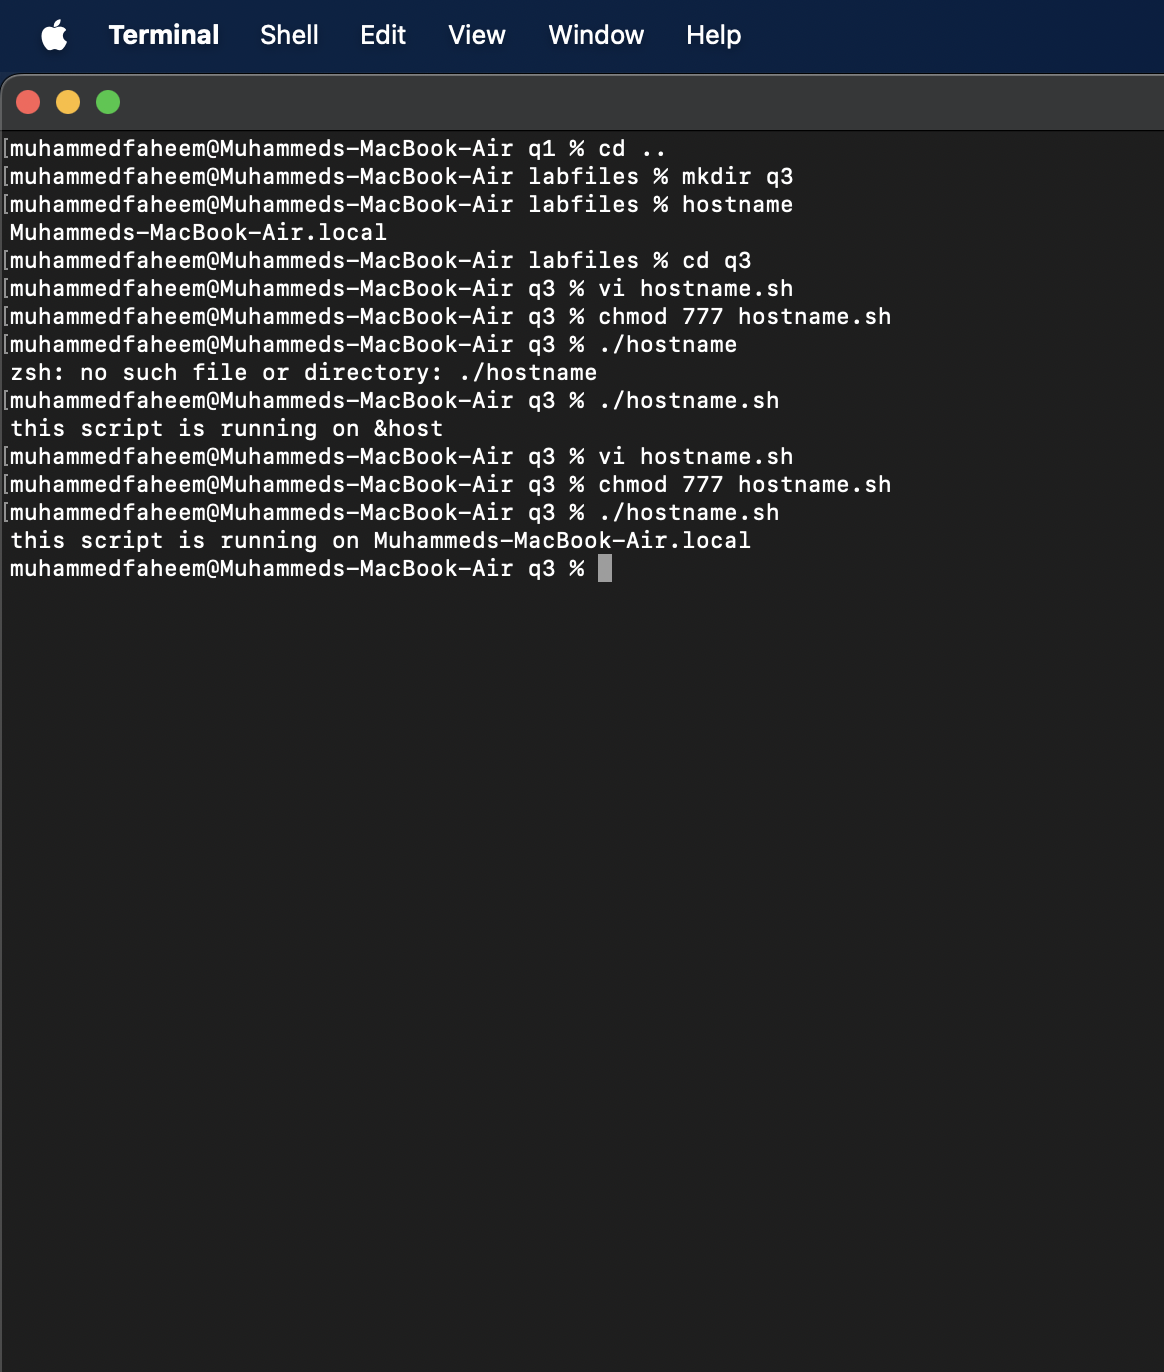 Terminal Shell Edit View Window Help
[muhammedfaheem@Muhammeds-MacBook-Air q1 % cd ..
[muhammedfaheem@Muhammeds-MacBook-Air labfiles % mkdir q3
[muhammedfaheem@Muhammeds-MacBook-Air labfiles % hostname
Muhammeds-MacBook-Air.local
[muhammedfaheem@Muhammeds-MacBook-Air labfiles % cd q3
[muhammedfaheem@Muhammeds-MacBook-Air q3 % vi hostname.sh
[muhammedfaheem@Muhammeds-MacBook-Air q3 % chmod 777 hostname.sh
[muhammedfaheem@Muhammeds-MacBook-Air q3 % ./hostname
zsh: no such file or directory: ./hostname
[muhammedfaheem@Muhammeds-MacBook-Air q3 % ./hostname.sh
this script is running on &host
[muhammedfaheem@Muhammeds-MacBook-Air q3 % vi hostname.sh
[muhammedfaheem@Muhammeds-MacBook-Air q3 % chmod 777 hostname.sh
[muhammedfaheem@Muhammeds-MacBook-Air q3 % ./hostname.sh
this script is running on Muhammeds-MacBook-Air.local
muhammedfaheem@Muhammeds-MacBook-Air q3 %